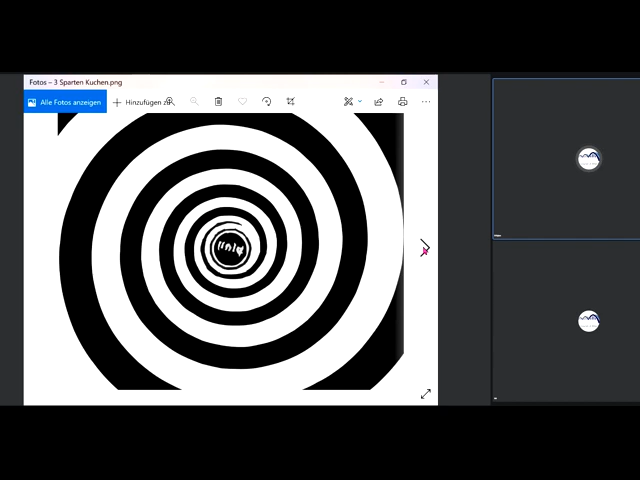 Fotos – 3 Sparten Kuchen.png
Alle Fotos anzeigen
Hinzufügen zu